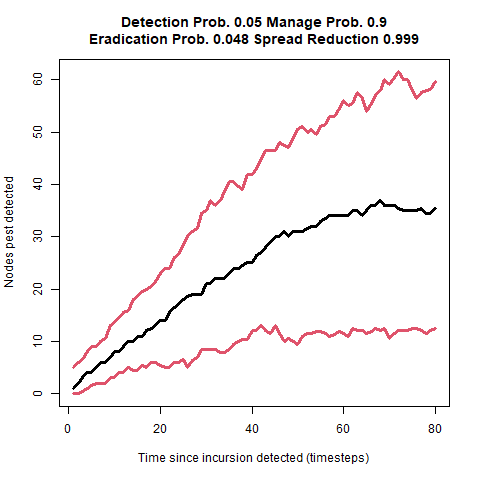 Detection Prob. 0.05 Manage Prob. 0.9
Eradication Prob. 0.048 Spread Reduction 0.999
Nodes pest detected
60
50
40
30
20
10
0
0 20 40 60 80
Time since incursion detected (timesteps)